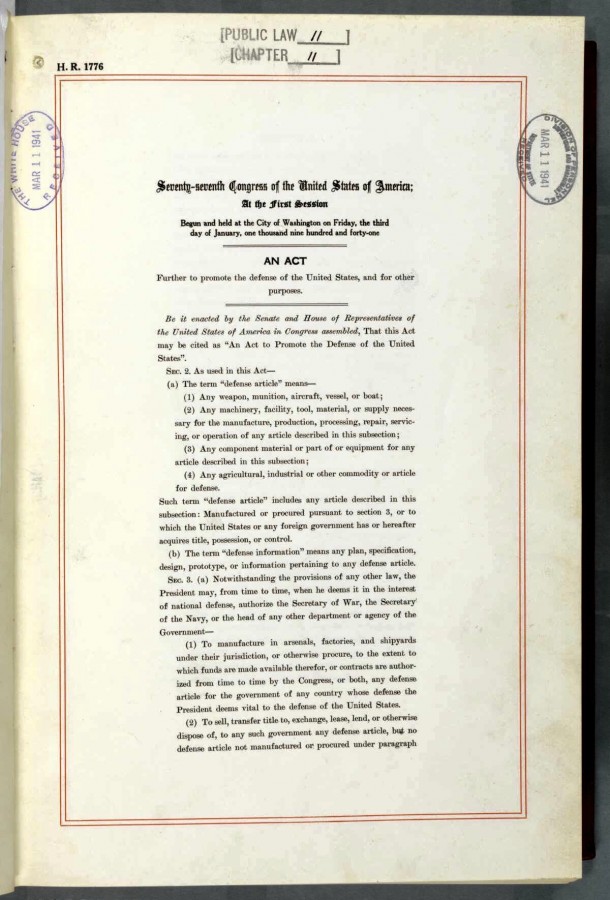 [PUBLIC LAW 11 ]
[CHAPTER 11 ]
H. R. 1776
THE WHITE HOUSE
MAR 11 1941
RECEIVED
DIVISION OF
MAR 11 1941
RECEIVED
Seventy-seventh Congress of the United States of America;
At the First Session
Begun and held at the City of Washington on Friday, the third
day of January, one thousand nine hundred and forty-one
AN ACT
Further to promote the defense of the United States, and for other
purposes.
Be it enacted by the Senate and House of Representatives of
the United States of America in Congress assembled, That this Act
may be cited as “An Act to Promote the Defense of the United
States”.
SEC. 2. As used in this Act—
(a) The term “defense article” means—
(1) Any weapon, munition, aircraft, vessel, or boat;
(2) Any machinery, facility, tool, material, or supply neces-
sary for the manufacture, production, processing, repair, servic-
ing, or operation of any article described in this subsection;
(3) Any component material or part of or equipment for any
article described in this subsection;
(4) Any agricultural, industrial or other commodity or article
for defense.
Such term “defense article” includes any article described in this
subsection: Manufactured or procured pursuant to section 3, or to
which the United States or any foreign government has or hereafter
acquires title, possession, or control.
(b) The term “defense information” means any plan, specification,
design, prototype, or information pertaining to any defense article.
SEC. 3. (a) Notwithstanding the provisions of any other law, the
President may, from time to time, when he deems it in the interest
of national defense, authorize the Secretary of War, the Secretary
of the Navy, or the head of any other department or agency of the
Government—
(1) To manufacture in arsenals, factories, and shipyards
under their jurisdiction, or otherwise procure, to the extent to
which funds are made available therefor, or contracts are author-
ized from time to time by the Congress, or both, any defense
article for the government of any country whose defense the
President deems vital to the defense of the United States.
(2) To sell, transfer title to, exchange, lease, lend, or otherwise
dispose of, to any such government any defense article, but no
defense article not manufactured or procured under paragraph